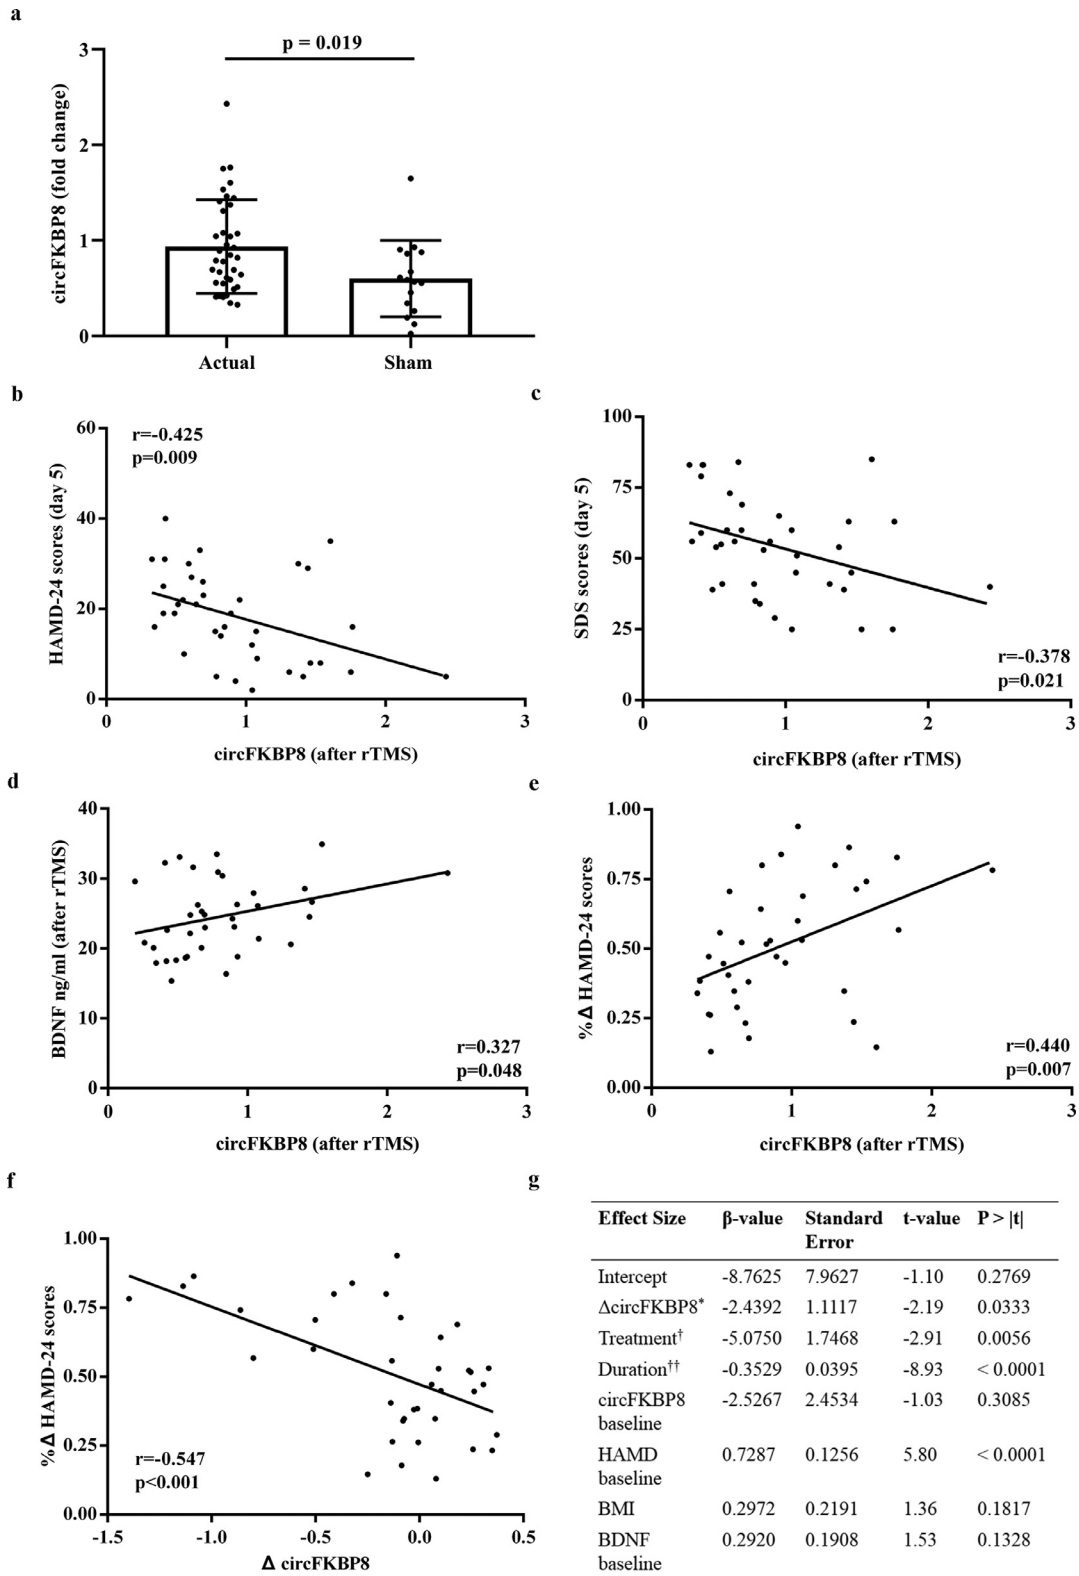 a
p = 0.019
circFKBP8 (fold change)
3
2
1
0
Actual Sham
b
r=-0.425
p=0.009
HAMD-24 scores (day 5)
60
40
20
0
0 1 2 3
circFKBP8 (after rTMS)
c
SDS scores (day 5)
100
75
50
25
0
r=-0.378
p=0.021
0 1 2 3
circFKBP8 (after rTMS)
d
BDNF ng/ml (after rTMS)
40
30
20
10
0
r=0.327
p=0.048
0 1 2 3
circFKBP8 (after rTMS)
e
%Δ HAMD-24 scores
1.00
0.75
0.50
0.25
0.00
r=0.440
p=0.007
0 1 2 3
circFKBP8 (after rTMS)
f
%Δ HAMD-24 scores
1.00
0.75
0.50
0.25
0.00
r=-0.547
p<0.001
-1.5 -1.0 -0.5 0.0 0.5
Δ circFKBP8
g
Effect Size β-value Standard Error t-value P > |t|
Intercept -8.7625 7.9627 -1.10 0.2769
ΔcircFKBP8* -2.4392 1.1117 -2.19 0.0333
Treatment† -5.0750 1.7468 -2.91 0.0056
Duration†† -0.3529 0.0395 -8.93 < 0.0001
circFKBP8 baseline -2.5267 2.4534 -1.03 0.3085
HAMD baseline 0.7287 0.1256 5.80 < 0.0001
BMI 0.2972 0.2191 1.36 0.1817
BDNF baseline 0.2920 0.1908 1.53 0.1328